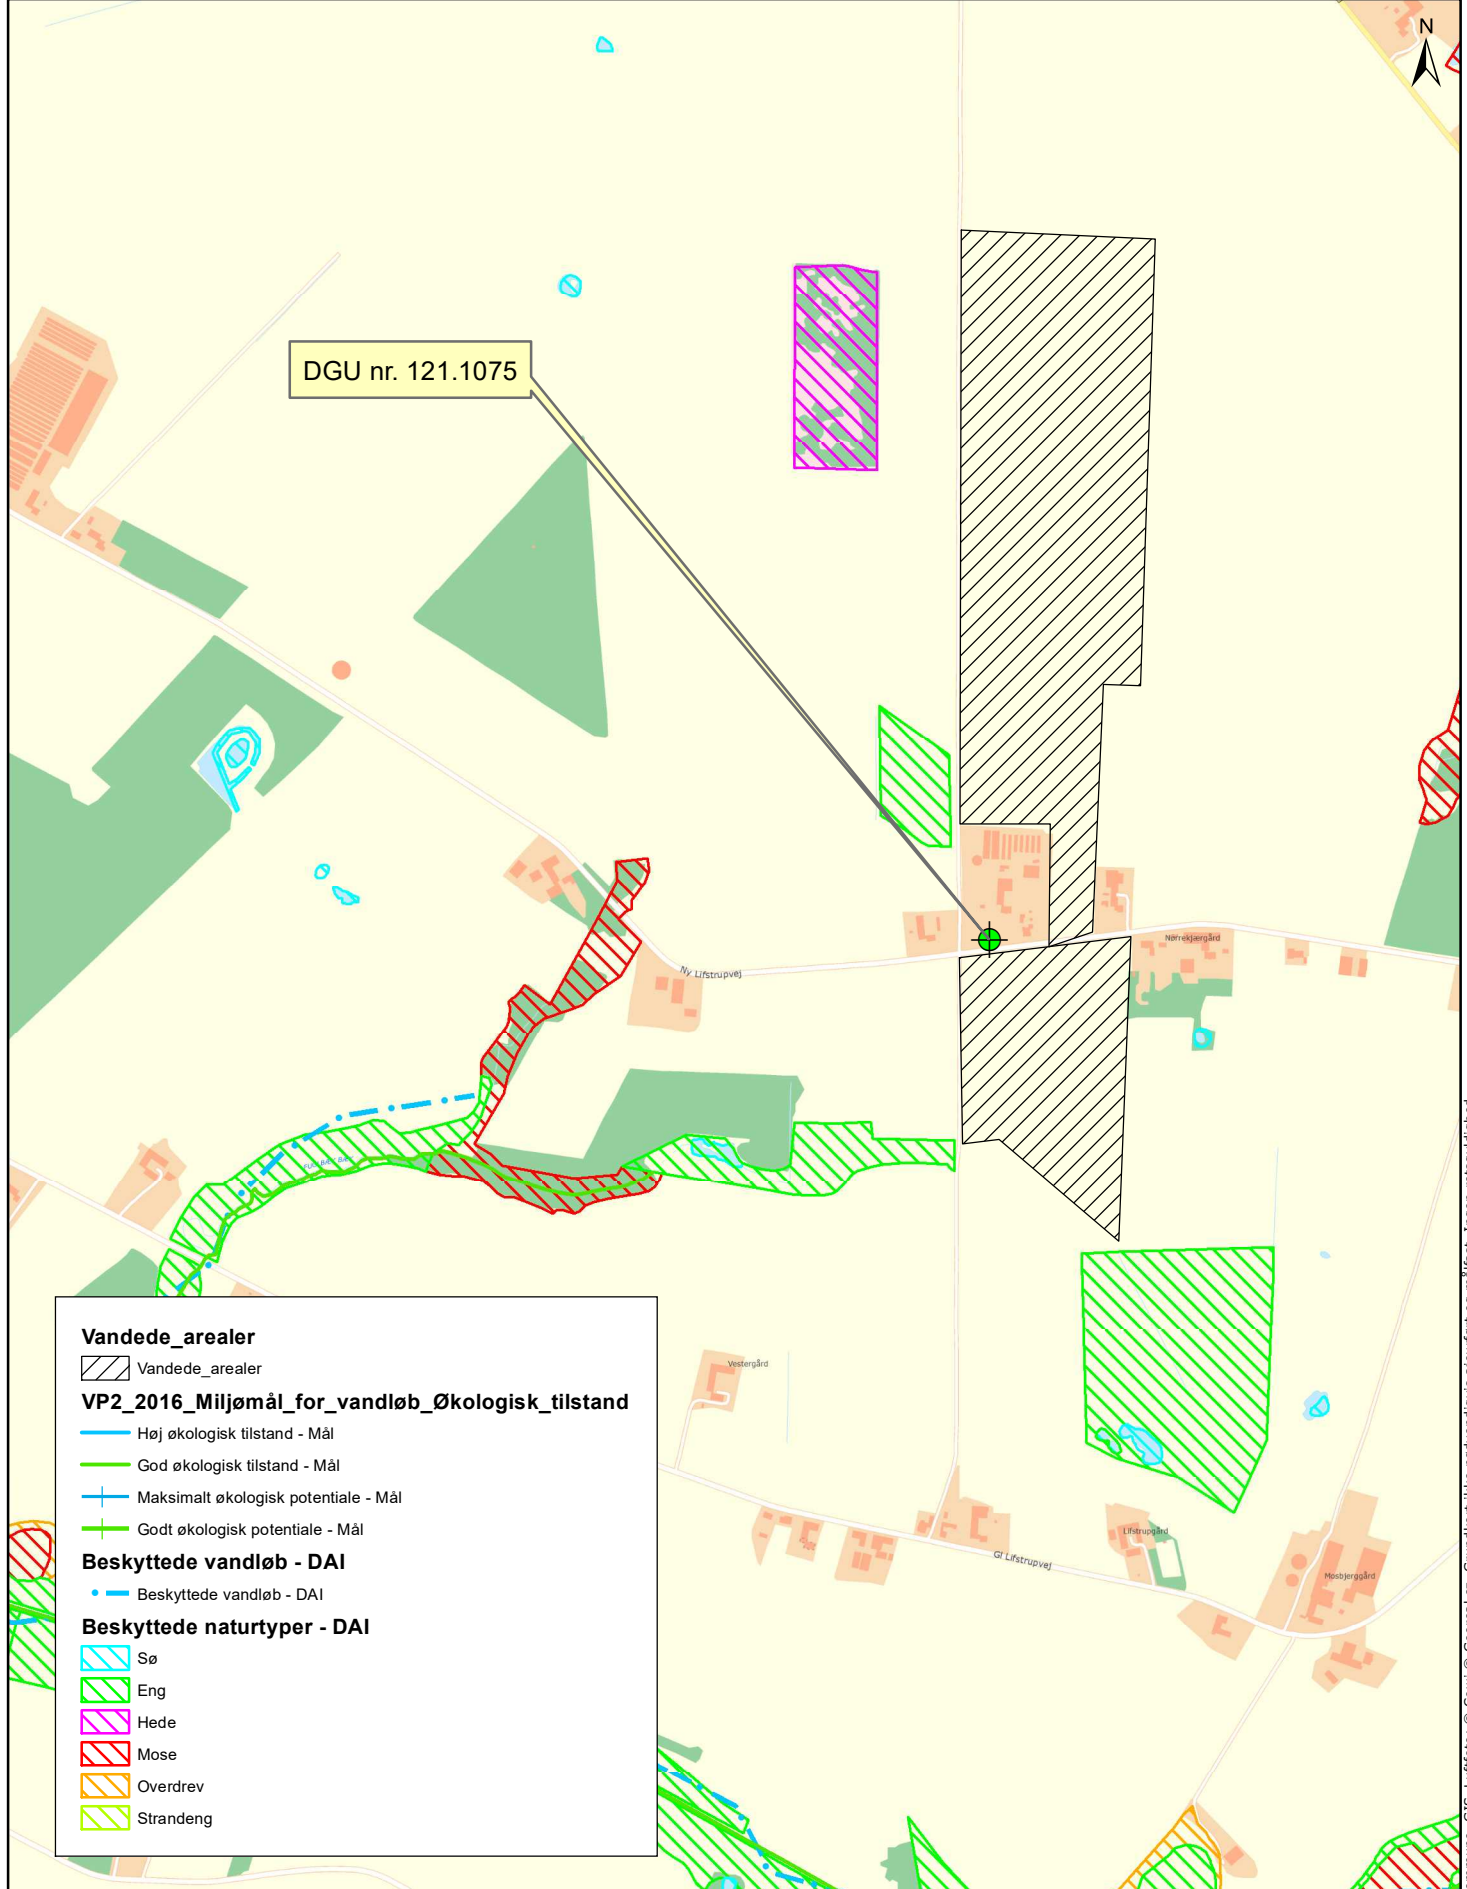 N
DGU nr. 121.1075
Nørrekjærgård
Ny Lifstrupvej
Vestergård
Gl Lifstrupvej
Lifstrupgård
Mosbjerggård
Vandede_arealer
Vandede_arealer
VP2_2016_Miljømål_for_vandløb_Økologisk_tilstand
Høj økologisk tilstand - Mål
God økologisk tilstand - Mål
Maksimalt økologisk potentiale - Mål
Godt økologisk potentiale - Mål
Beskyttede vandløb - DAI
Beskyttede vandløb - DAI
Beskyttede naturtyper - DAI
Sø
Eng
Hede
Mose
Overdrev
Strandeng